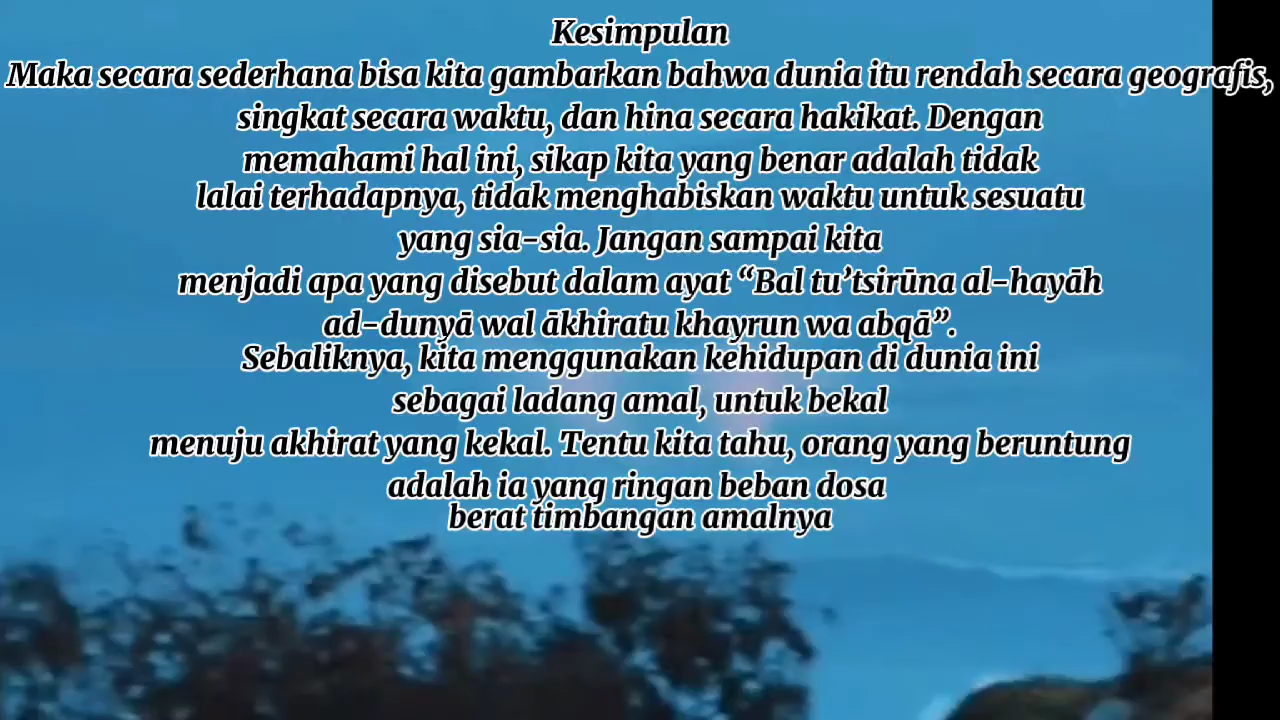 Kesimpulan
Maka secara sederhana bisa kita gambarkan bahwa dunia itu rendah secara geografis,
singkat secara waktu, dan hina secara hakikat. Dengan
memahami hal ini, sikap kita yang benar adalah tidak
lalai terhadapnya, tidak menghabiskan waktu untuk sesuatu
yang sia-sia. Jangan sampai kita
menjadi apa yang disebut dalam ayat “Bal tu’tsirūna al-hayāh
ad-dunyā wal ākhiratu khayrun wa abqā”.
Sebaliknya, kita menggunakan kehidupan di dunia ini
sebagai ladang amal, untuk bekal
menuju akhirat yang kekal. Tentu kita tahu, orang yang beruntung
adalah ia yang ringan beban dosa
berat timbangan amalnya